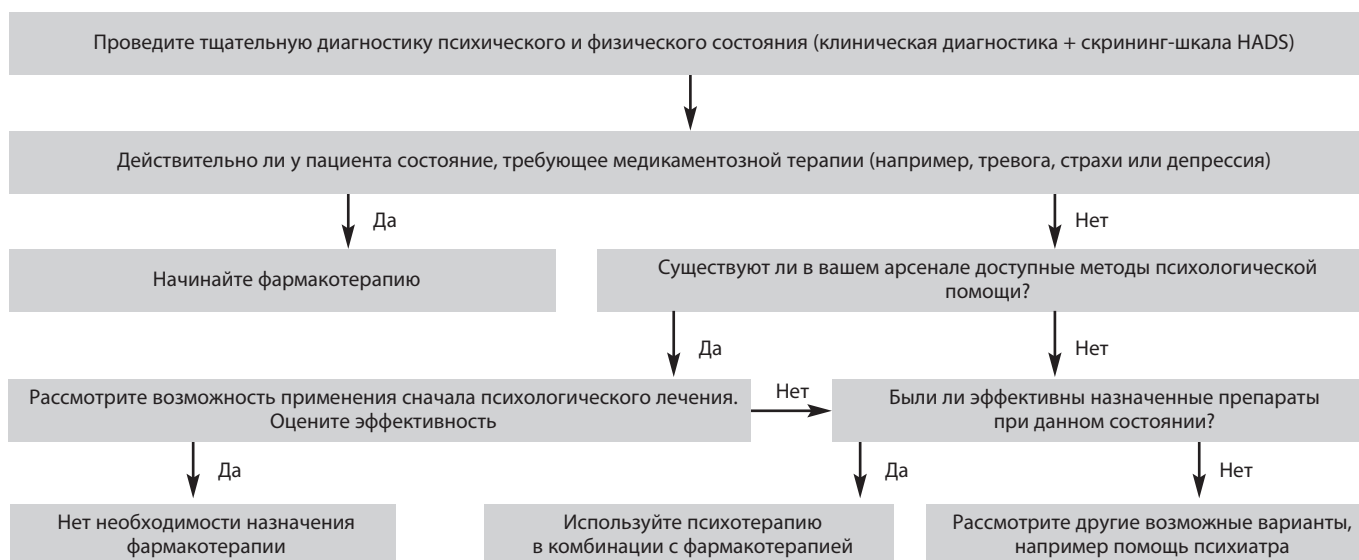 Проведите тщательную диагностику психического и физического состояния (клиническая диагностика + скрининг-шкала HADS)
Действительно ли у пациента состояние, требующее медикаментозной терапии (например, тревога, страхи или депрессия)
Да
Нет
Начинайте фармакотерапию
Существуют ли в вашем арсенале доступные методы психологической
помощи?
Да
Нет
Рассмотрите возможность применения сначала психологического лечения.
Оцените эффективность
Нет
Были ли эффективны назначенные препараты
при данном состоянии?
Да
Да
Нет
Нет необходимости назначения
фармакотерапии
Используйте психотерапию
в комбинации с фармакотерапией
Рассмотрите другие возможные варианты,
например помощь психиатра